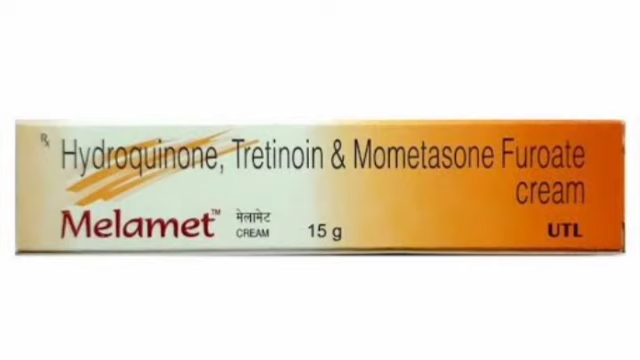 Rx Hydroquinone, Tretinoin & Mometasone Furoate
cream
Melamet™ मेलामेट
CREAM 15 g UTL